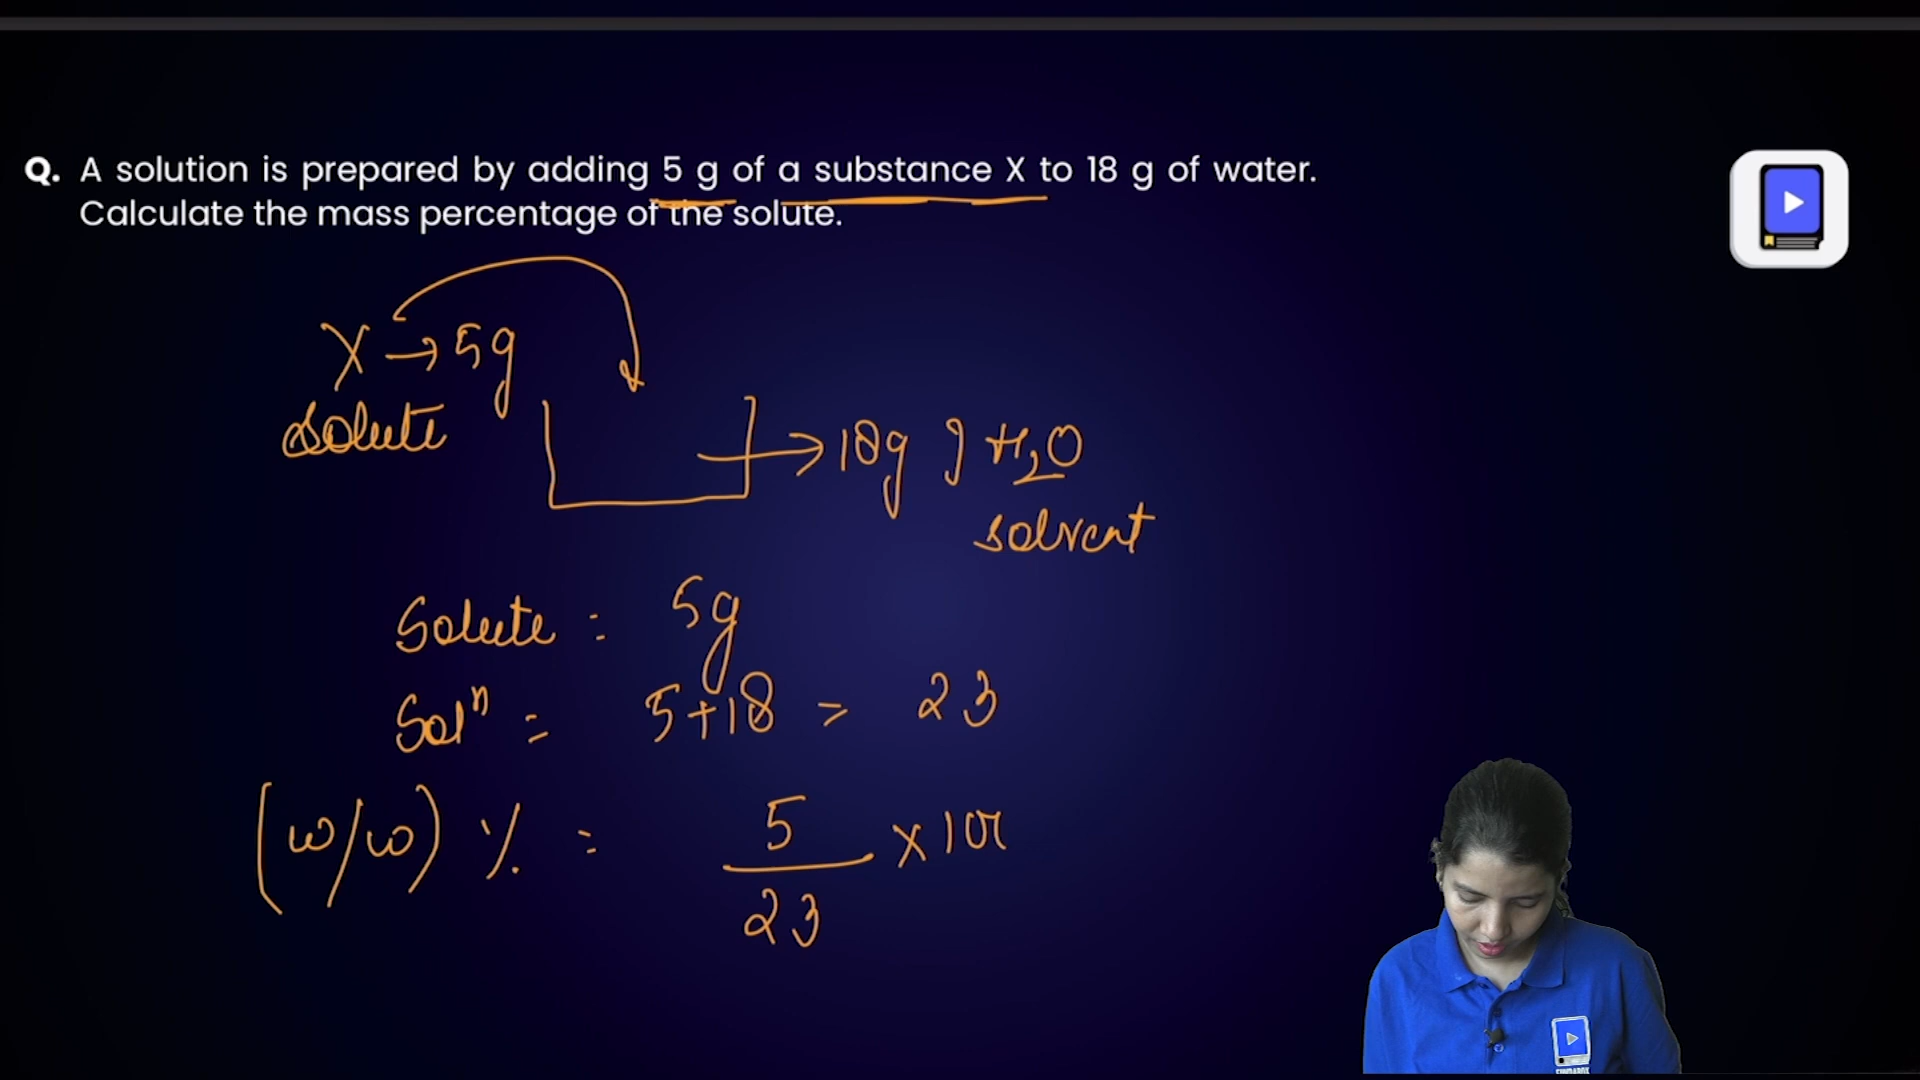 Q. A solution is prepared by adding 5 g of a substance X to 18 g of water.
Calculate the mass percentage of the solute.
X → 5g
solute
→ 18g H₂O
solvent
Solute = 5g
Solⁿ = 5+18 = 23
(w/w) % = 5/23 × 100